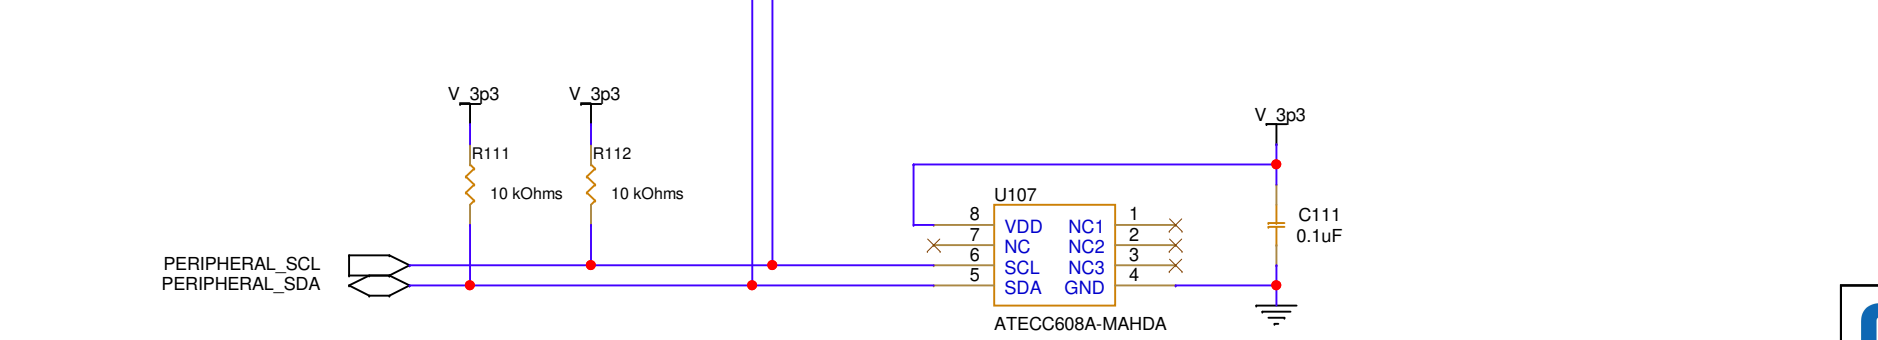 V_3p3
V_3p3
V_3p3
R111
R112
10 kOhms
10 kOhms
U107
8
VDD
NC1
1
7
NC
NC2
2
6
SCL
NC3
3
5
SDA
GND
4
ATECC608A-MAHDA
C111
0.1uF
PERIPHERAL_SCL
PERIPHERAL_SDA